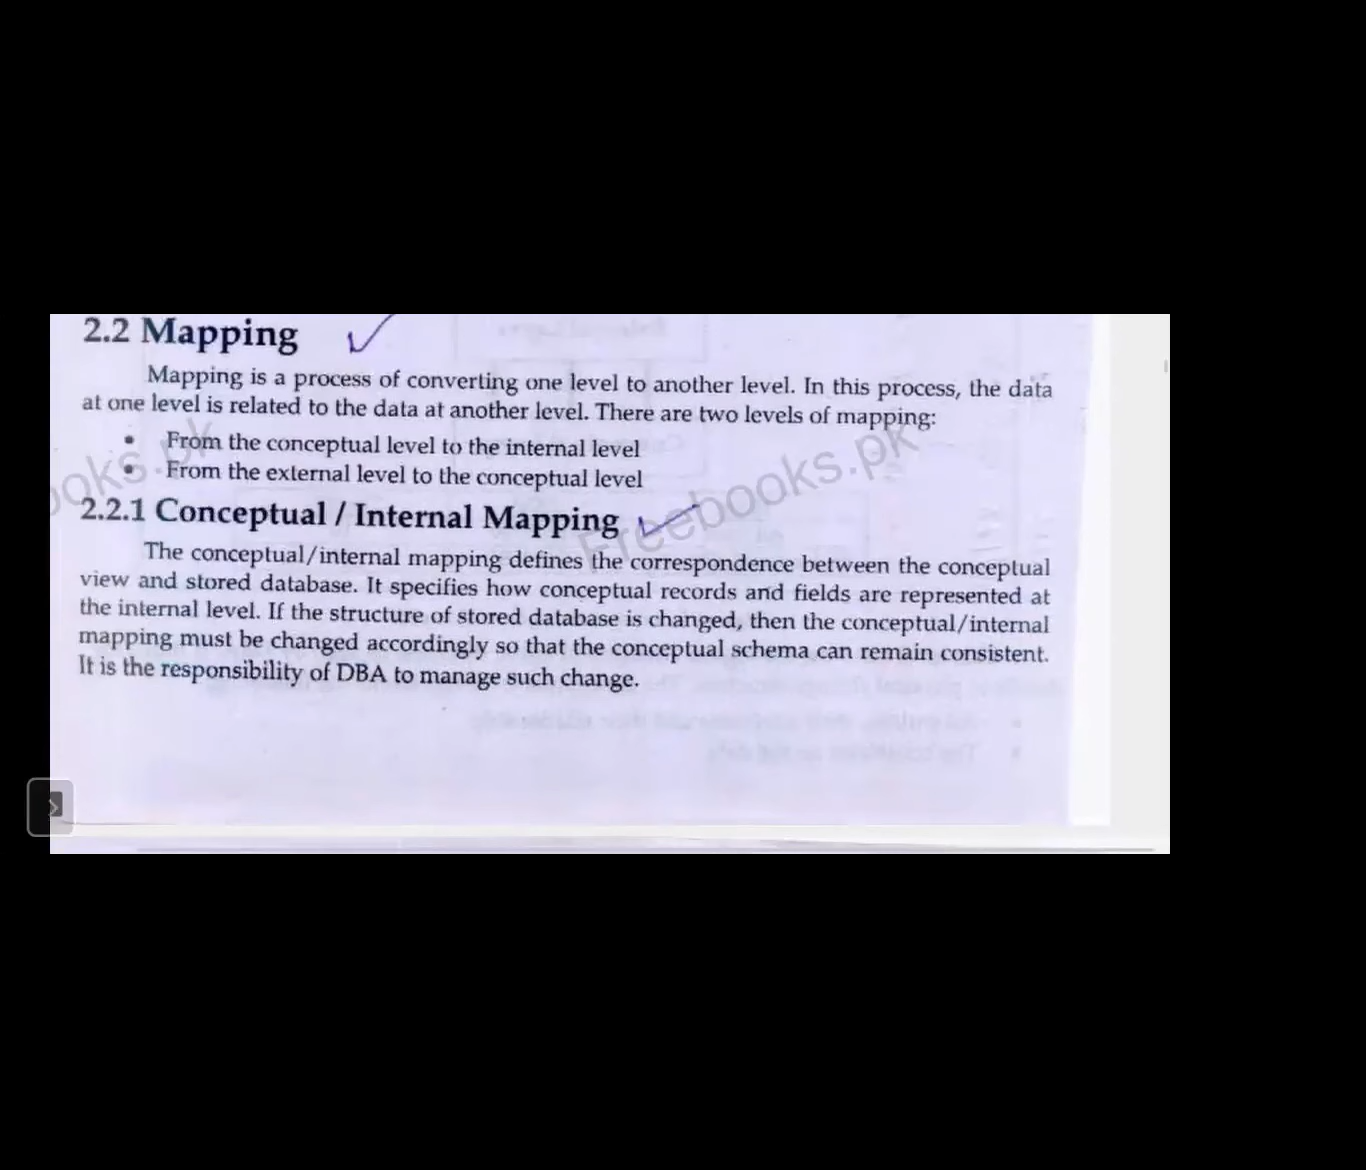 2.2 Mapping
Mapping is a process of converting one level to another level. In this process, the data
at one level is related to the data at another level. There are two levels of mapping:
• From the conceptual level to the internal level
• From the external level to the conceptual level
2.2.1 Conceptual / Internal Mapping
The conceptual/internal mapping defines the correspondence between the conceptual
view and stored database. It specifies how conceptual records and fields are represented at
the internal level. If the structure of stored database is changed, then the conceptual/internal
mapping must be changed accordingly so that the conceptual schema can remain consistent.
It is the responsibility of DBA to manage such change.
ooks.pk
Freebooks.pk